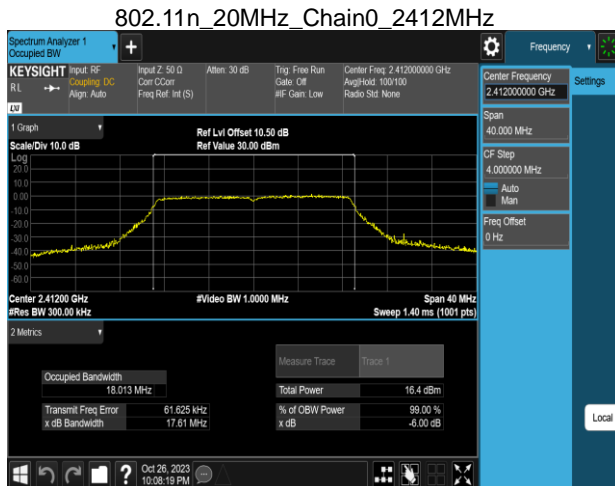 802.11n_20MHz_Chain0_2412MHz
Spectrum Analyzer 1
Occupied BW
+
Frequency
KEYSIGHT
RL
LXI
Input: RF
Coupling: DC
Align: Auto
Input Z: 50 Ω
Corr CCorr
Freq Ref: Int (S)
Atten: 30 dB
Trig: Free Run
Gate: Off
#IF Gain: Low
Center Freq: 2.412000000 GHz
Avg|Hold: 100/100
Radio Std: None
Center Frequency
2.412000000 GHz
Settings
Span
40.000 MHz
CF Step
4.000000 MHz
Auto
Man
Freq Offset
0 Hz
Local
1 Graph
Scale/Div 10.0 dB
Ref Lvl Offset 10.50 dB
Ref Value 30.00 dBm
Log
20.0
10.0
0.00
-10.0
-20.0
-30.0
-40.0
-50.0
-60.0
Center 2.41200 GHz
#Res BW 300.00 kHz
#Video BW 1.0000 MHz
Span 40 MHz
Sweep 1.40 ms (1001 pts)
2 Metrics
Measure Trace Trace 1
Occupied Bandwidth
18.013 MHz
Total Power 16.4 dBm
Transmit Freq Error 61.625 kHz
% of OBW Power 99.00 %
x dB Bandwidth 17.61 MHz
x dB -6.00 dB
?
Oct 26, 2023
10:08:19 PM